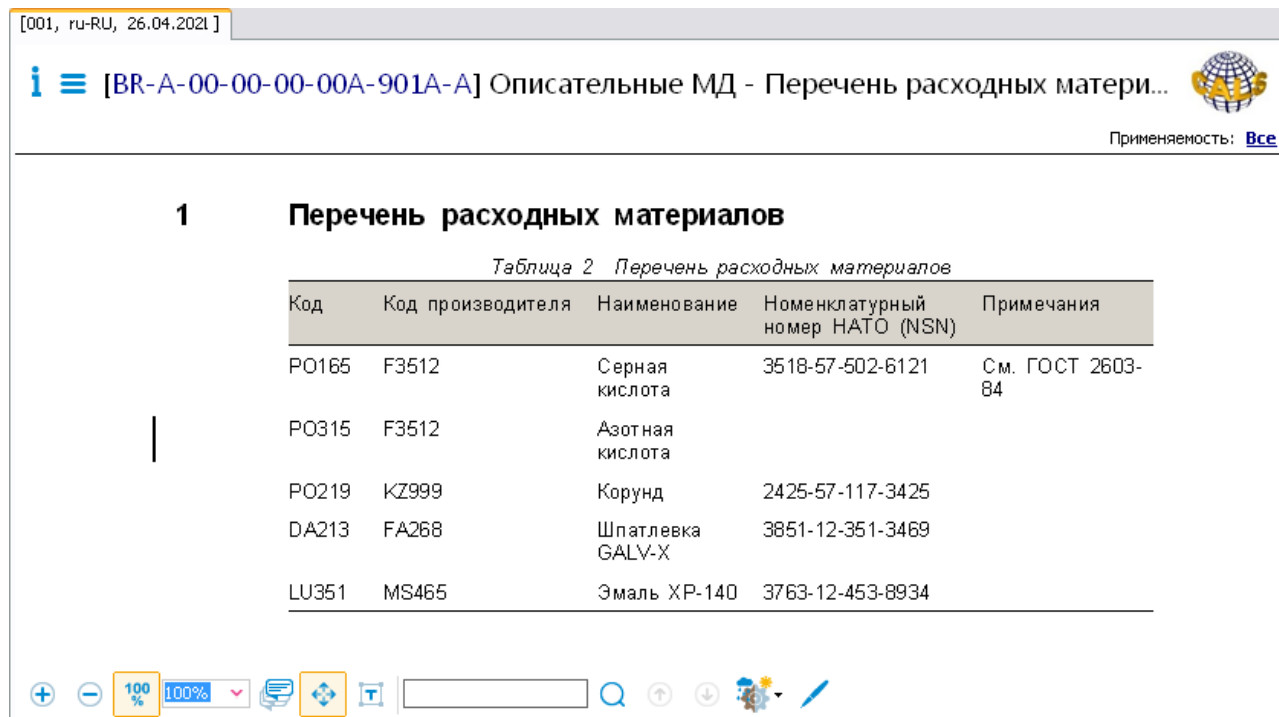 [001, ru-RU, 26.04.2021]
[BR-A-00-00-00-00A-901A-A] Описательные МД - Перечень расходных матери...
CALS
Применяемость: Все
1 Перечень расходных материалов
Таблица 2 Перечень расходных материалов
Код Код производителя Наименование Номенклатурный номер НАТО (NSN) Примечания
PO165 F3512 Серная кислота 3518-57-502-6121 См. ГОСТ 2603-84
PO315 F3512 Азотная кислота
PO219 KZ999 Корунд 2425-57-117-3425
DA213 FA268 Шпатлевка GALV-X 3851-12-351-3469
LU351 MS465 Эмаль ХР-140 3763-12-453-8934
100 % 100%